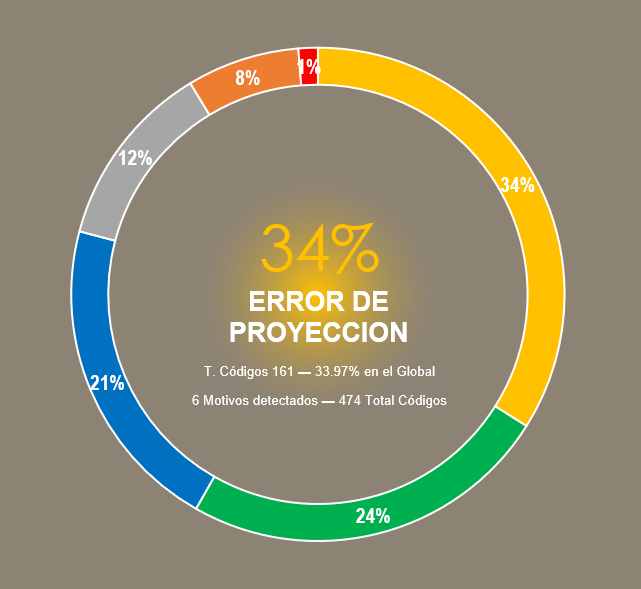 1%
8%
34%
12%
34%
ERROR DE
PROYECCION
T. Códigos 161 — 33.97% en el Global
21%
6 Motivos detectados — 474 Total Códigos
24%